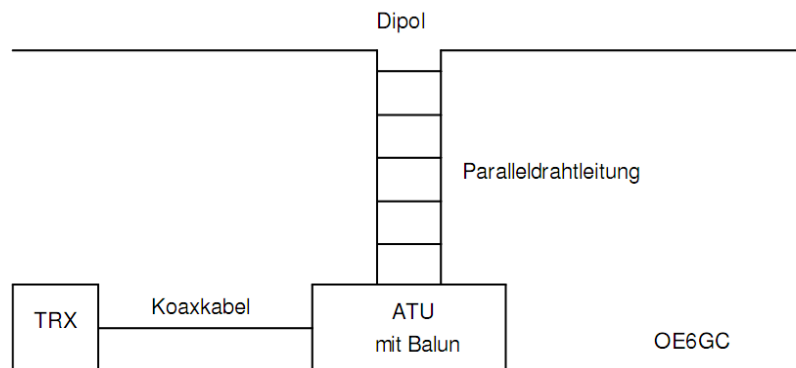 Dipol
Paralleldrahtleitung
Koaxkabel
TRX
ATU
mit Balun
OE6GC